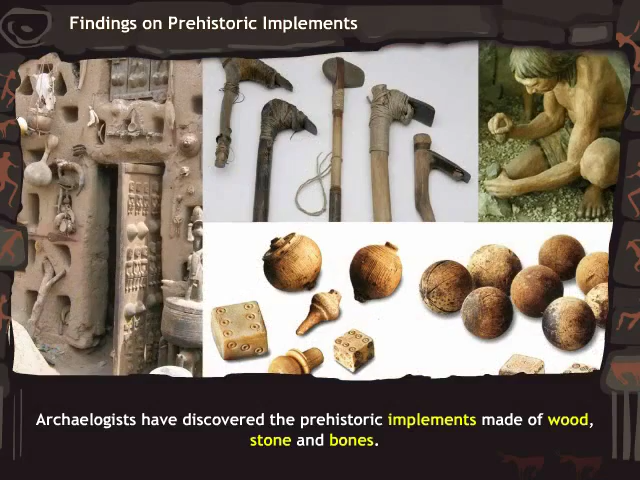 Findings on Prehistoric Implements
Archaelogists have discovered the prehistoric implements made of wood,
stone and bones.